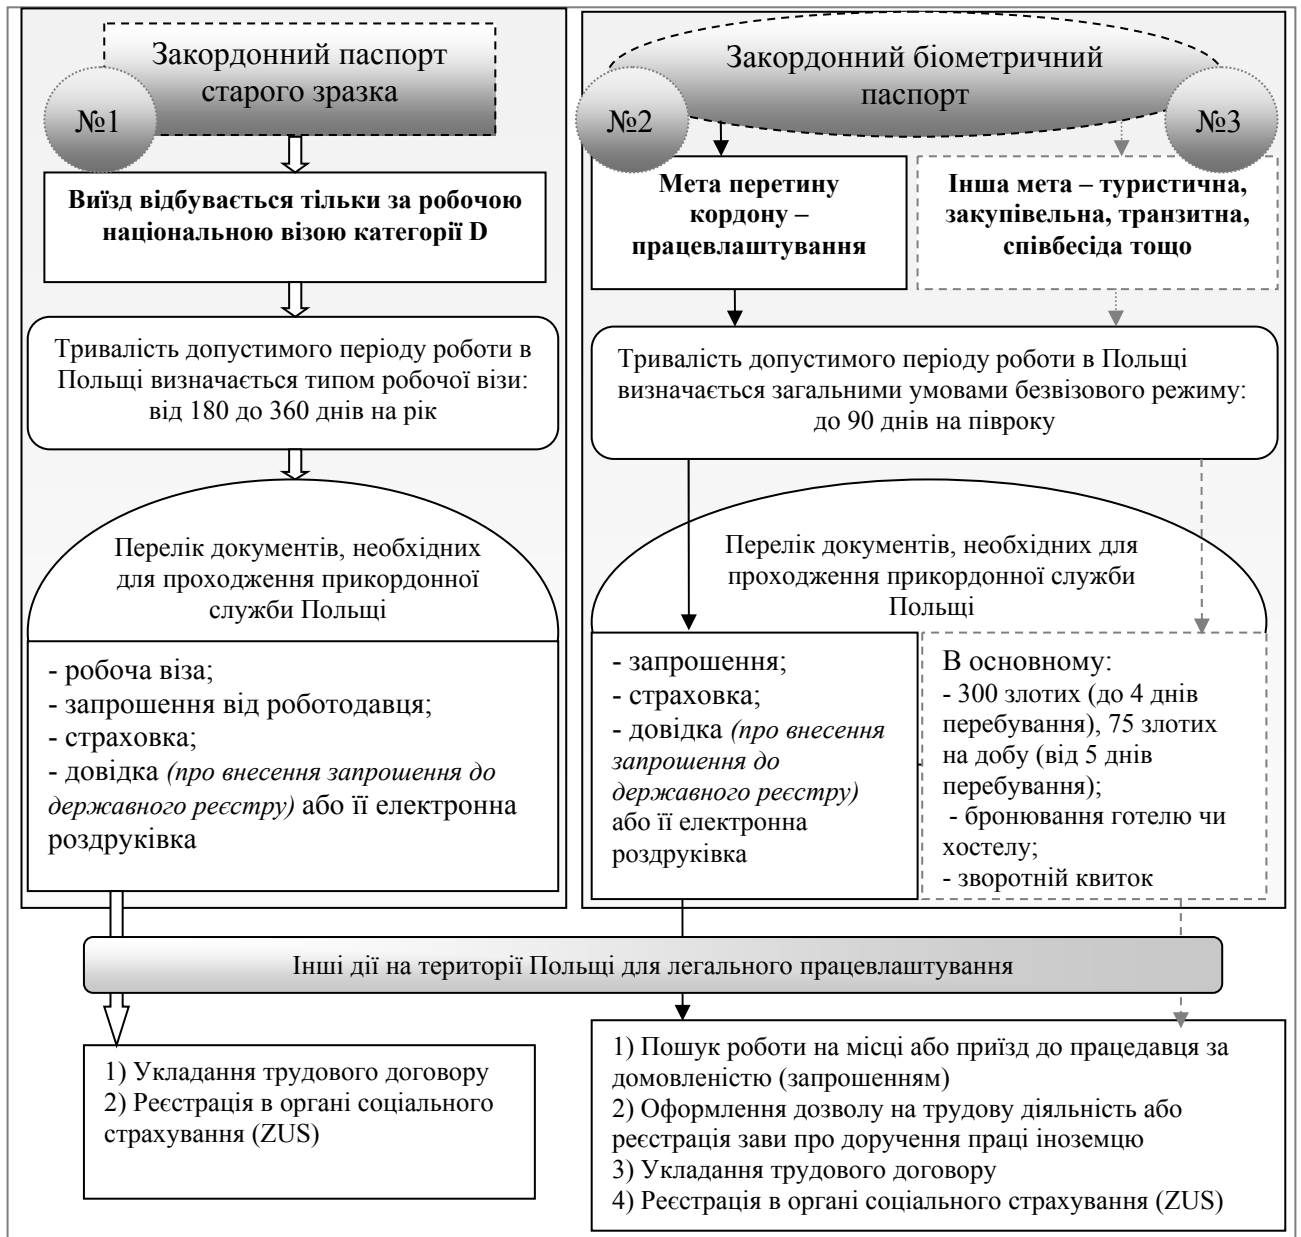 Закордонний паспорт
старого зразка
№1
Виїзд відбувається тільки за робочою
національною візою категорії D
Тривалість допустимого періоду роботи в
Польщі визначається типом робочої візи:
від 180 до 360 днів на рік
Перелік документів, необхідних
для проходження прикордонної
служби Польщі
- робоча віза;
- запрошення від роботодавця;
- страховка;
- довідка (про внесення запрошення до
державного реєстру) або її електронна
роздруківка
Закордонний біометричний
паспорт
№2
№3
Мета перетину
кордону –
працевлаштування
Інша мета – туристична,
закупівельна, транзитна,
співбесіда тощо
Тривалість допустимого періоду роботи в Польщі
визначається загальними умовами безвізового режиму:
до 90 днів на півроку
Перелік документів, необхідних для
проходження прикордонної служби
Польщі
- запрошення;
- страховка;
- довідка (про внесення
запрошення до
державного реєстру)
або її електронна
роздруківка
В основному:
- 300 злотих (до 4 днів
перебування), 75 злотих
на добу (від 5 днів
перебування);
- бронювання готелю чи
хостелу;
- зворотній квиток
Інші дії на території Польщі для легального працевлаштування
1) Укладання трудового договору
2) Реєстрація в органі соціального
страхування (ZUS)
1) Пошук роботи на місці або приїзд до працедавця за
домовленістю (запрошенням)
2) Оформлення дозволу на трудову діяльність або
реєстрація зави про доручення праці іноземцю
3) Укладання трудового договору
4) Реєстрація в органі соціального страхування (ZUS)